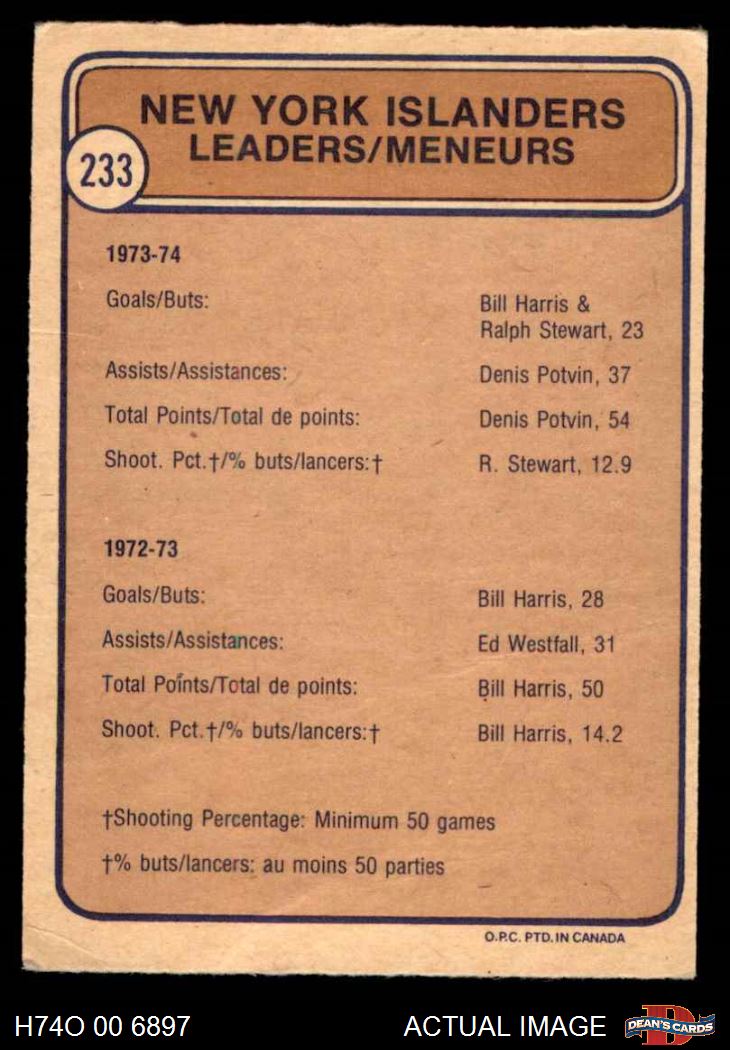 NEW YORK ISLANDERS
LEADERS/MENEURS
233
1973-74
Goals/Buts: Bill Harris &
Ralph Stewart, 23
Assists/Assistances: Denis Potvin, 37
Total Points/Total de points: Denis Potvin, 54
Shoot. Pct.†/% buts/lancers:† R. Stewart, 12.9
1972-73
Goals/Buts: Bill Harris, 28
Assists/Assistances: Ed Westfall, 31
Total Points/Total de points: Bill Harris, 50
Shoot. Pct.†/% buts/lancers:† Bill Harris, 14.2
†Shooting Percentage: Minimum 50 games
†% buts/lancers: au moins 50 parties
O.P.C. PTD. IN CANADA
H74O 00 6897 ACTUAL IMAGE DEAN'S CARDS